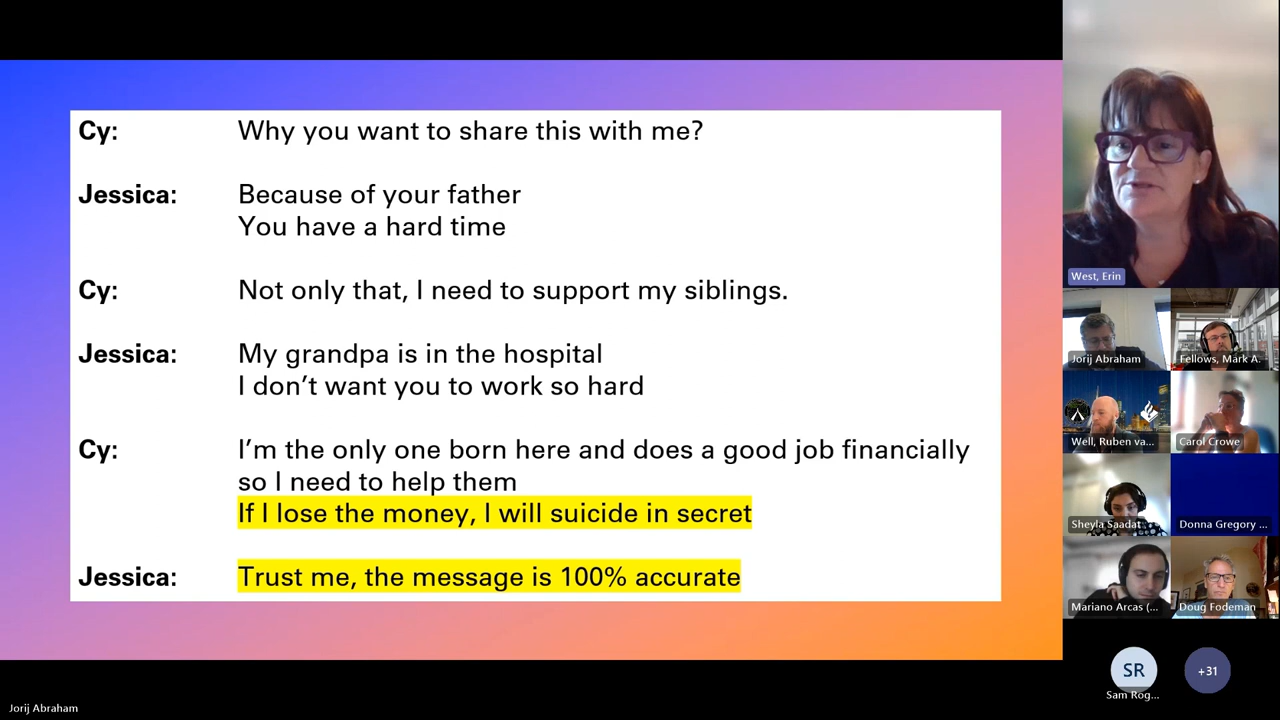 Cy: Why you want to share this with me?
Jessica: Because of your father
You have a hard time
Cy: Not only that, I need to support my siblings.
Jessica: My grandpa is in the hospital
I don’t want you to work so hard
Cy: I’m the only one born here and does a good job financially
so I need to help them
If I lose the money, I will suicide in secret
Jessica: Trust me, the message is 100% accurate
West, Erin
Jorij Abraham
Fellows, Mark A.
Well, Ruben va...
Carol Crowe
Sheyla Saadat
Donna Gregory ...
Mariano Arcas (...
Doug Fodeman
SR
+31
Sam Rog...
Jorij Abraham